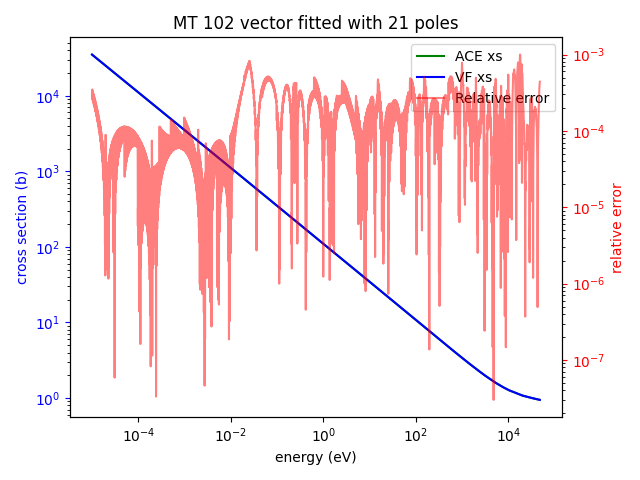 MT 102 vector fitted with 21 poles
ACE xs
VF xs
Relative error
cross section (b)
10^4
10^3
10^2
10^1
10^0
10^-3
10^-4
10^-5
10^-6
10^-7
relative error
10^-4
10^-2
10^0
10^2
10^4
energy (eV)